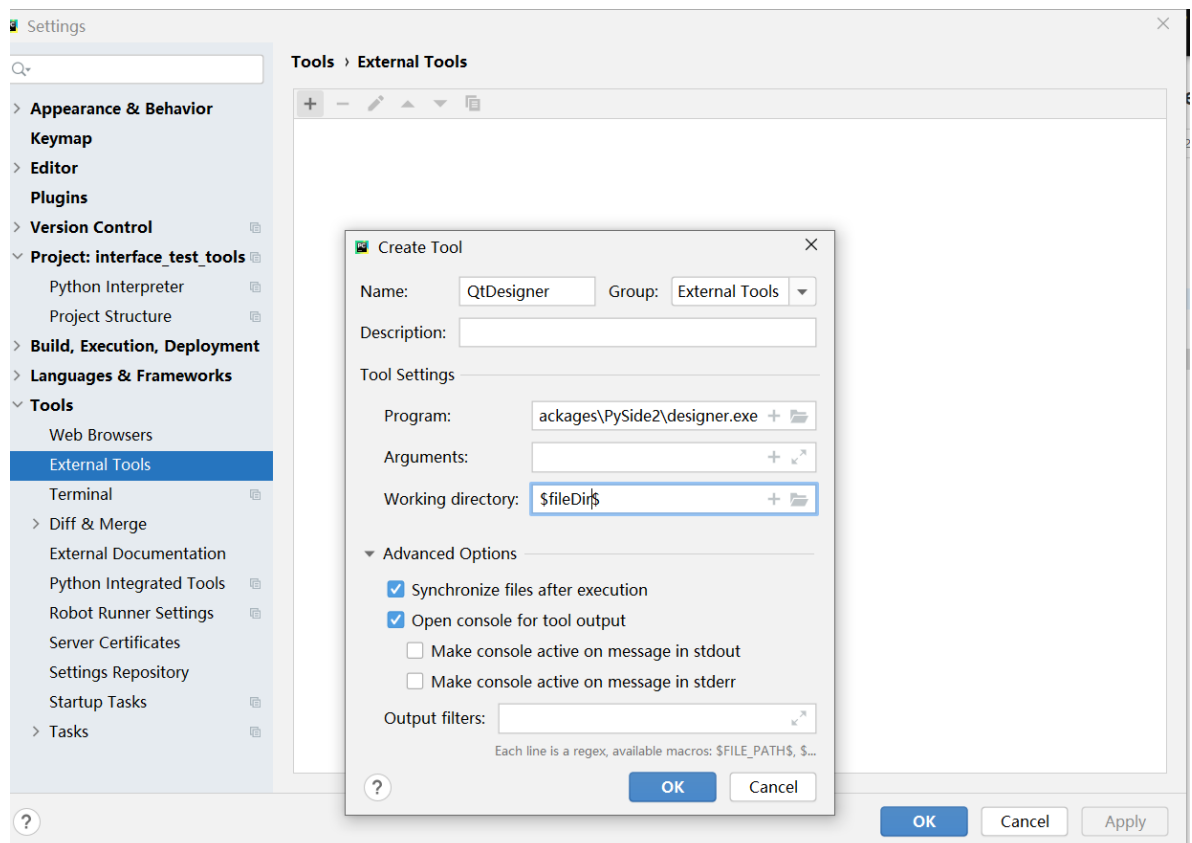 Settings
Tools › External Tools
Appearance & Behavior
Keymap
Editor
Plugins
Version Control
Project: interface_test_tools
Python Interpreter
Project Structure
Build, Execution, Deployment
Languages & Frameworks
Tools
Web Browsers
External Tools
Terminal
Diff & Merge
External Documentation
Python Integrated Tools
Robot Runner Settings
Server Certificates
Settings Repository
Startup Tasks
Tasks
Create Tool
Name: QtDesigner Group: External Tools
Description:
Tool Settings
Program: ackages\PySide2\designer.exe
Arguments:
Working directory: $fileDir$
Advanced Options
Synchronize files after execution
Open console for tool output
Make console active on message in stdout
Make console active on message in stderr
Output filters:
Each line is a regex, available macros: $FILE_PATH$, $...
? OK Cancel
? OK Cancel Apply